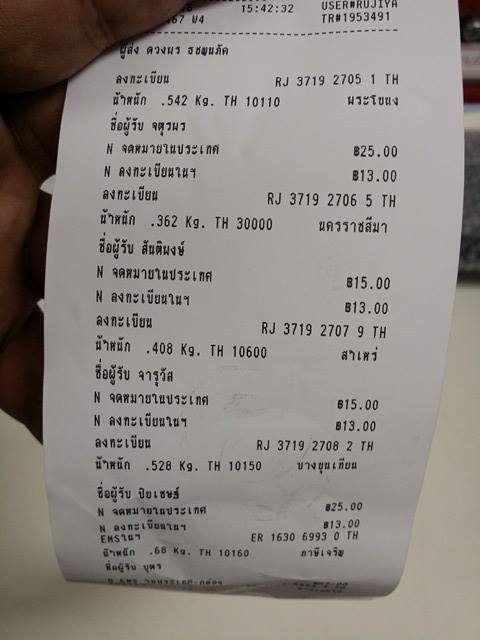 15:42:32 USER#RUJIYA
TR#1953491
ผู้ส่ง ดวงนร
ลงทะเบียน RJ 3719 2705 1 TH
น้ำหนัก .542 Kg. TH 10110 พระโขนง
ชื่อผู้รับ จตุรพร
N จดหมายในประเทศ ฿25.00
N ลงทะเบียนในฯ ฿13.00
ลงทะเบียน RJ 3719 2706 5 TH
น้ำหนัก .362 Kg. TH 30000 นครราชสีมา
ชื่อผู้รับ สันติพงษ์
N จดหมายในประเทศ ฿15.00
N ลงทะเบียนในฯ ฿13.00
ลงทะเบียน RJ 3719 2707 9 TH
น้ำหนัก .408 Kg. TH 10600 สำเหร่
ชื่อผู้รับ จารุวัส
N จดหมายในประเทศ ฿15.00
N ลงทะเบียนในฯ ฿13.00
ลงทะเบียน RJ 3719 2708 2 TH
น้ำหนัก .528 Kg. TH 10150 บางขุนเทียน
ชื่อผู้รับ ปิยะเชษฐ์
N จดหมายในประเทศ ฿25.00
N ลงทะเบียนในฯ ฿13.00
EMSในฯ ER 1630 6993 0 TH
น้ำหนัก .68 Kg. TH 10160 ภาษีเจริญ
ชื่อผู้รับ บุตร